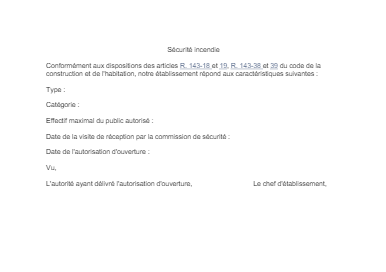 Sécurité incendie
Conformément aux dispositions des articles R. 143-18 et 19, R. 143-38 et 39 du code de la
construction et de l'habitation, notre établissement répond aux caractéristiques suivantes :
Type :
Catégorie :
Effectif maximal du public autorisé :
Date de la visite de réception par la commission de sécurité :
Date de l'autorisation d'ouverture :
Vu,
L'autorité ayant délivré l'autorisation d'ouverture, Le chef d'établissement,